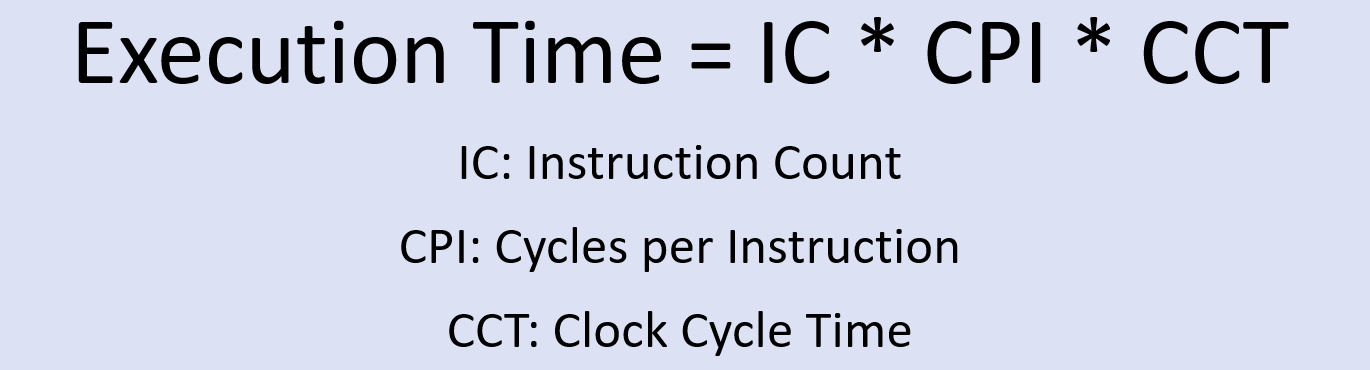 Execution Time = IC * CPI * CCT
IC: Instruction Count
CPI: Cycles per Instruction
CCT: Clock Cycle Time